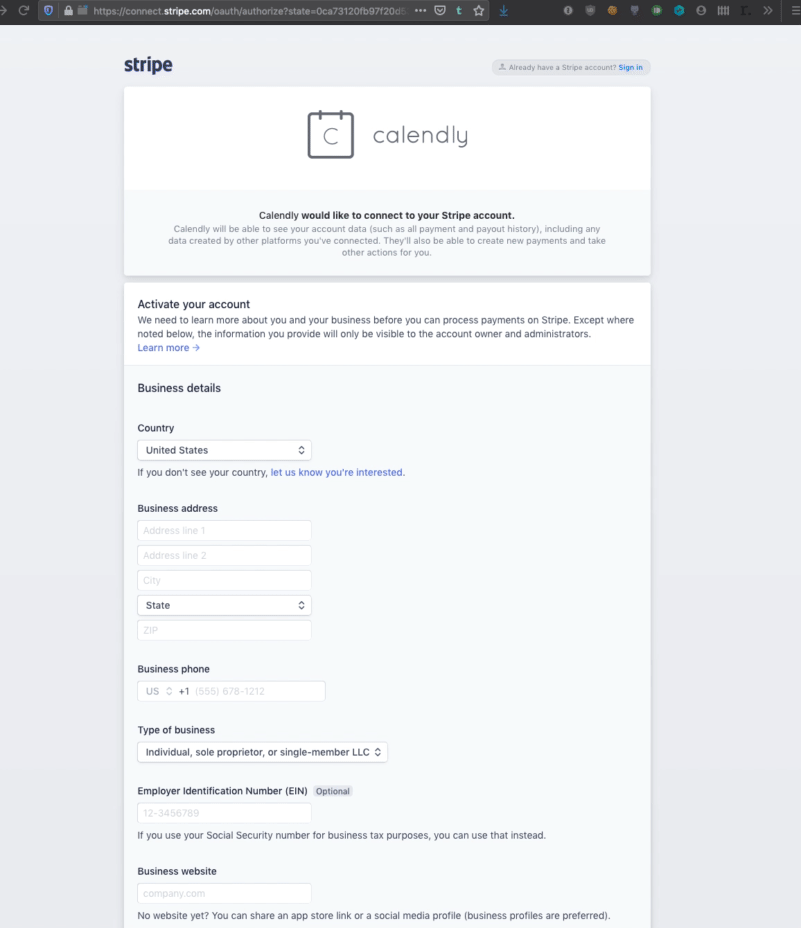 https://connect.stripe.com/oauth/authorize?state=0ca73120fb97f20d5
stripe
Already have a Stripe account? Sign in
C calendly
Calendly would like to connect to your Stripe account.
Calendly will be able to see your account data (such as all payment and payout history), including any
data created by other platforms you've connected. They'll also be able to create new payments and take
other actions for you.
Activate your account
We need to learn more about you and your business before you can process payments on Stripe. Except where
noted below, the information you provide will only be visible to the account owner and administrators.
Learn more →
Business details
Country
United States
If you don't see your country, let us know you're interested.
Business address
Address line 1
Address line 2
City
State
ZIP
Business phone
US +1 (555) 678-1212
Type of business
Individual, sole proprietor, or single-member LLC
Employer Identification Number (EIN) Optional
12-3456789
If you use your Social Security number for business tax purposes, you can use that instead.
Business website
company.com
No website yet? You can share an app store link or a social media profile (business profiles are preferred).